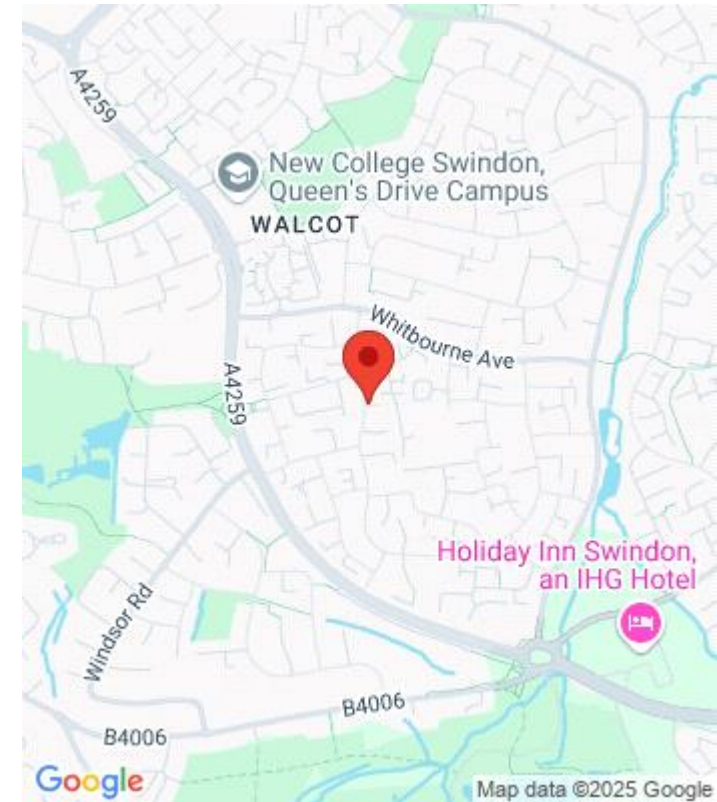 A4259
New College Swindon,
Queen's Drive Campus
WALCOT
Whitbourne Ave
A4259
Holiday Inn Swindon,
an IHG Hotel
Windsor Rd
B4006
B4006
Google
Map data ©2025 Google